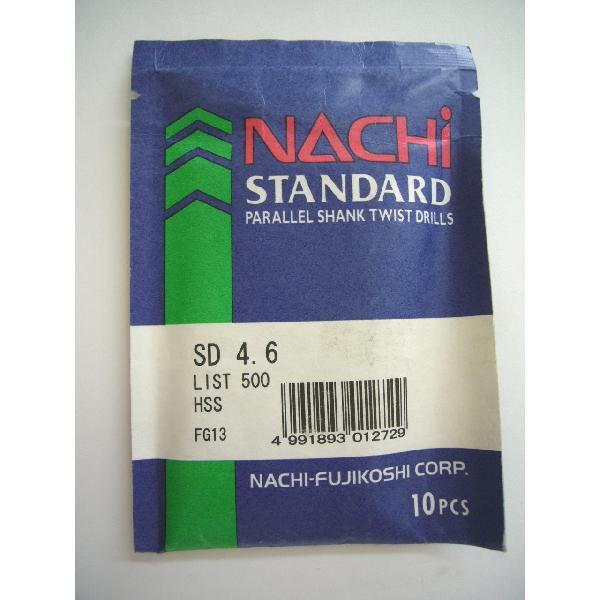 NACHi
STANDARD
PARALLEL SHANK TWIST DRILLS
SD 4.6
LIST 500
HSS
FG13
4 991893 012729
NACHI-FUJIKOSHI CORP.
10PCS